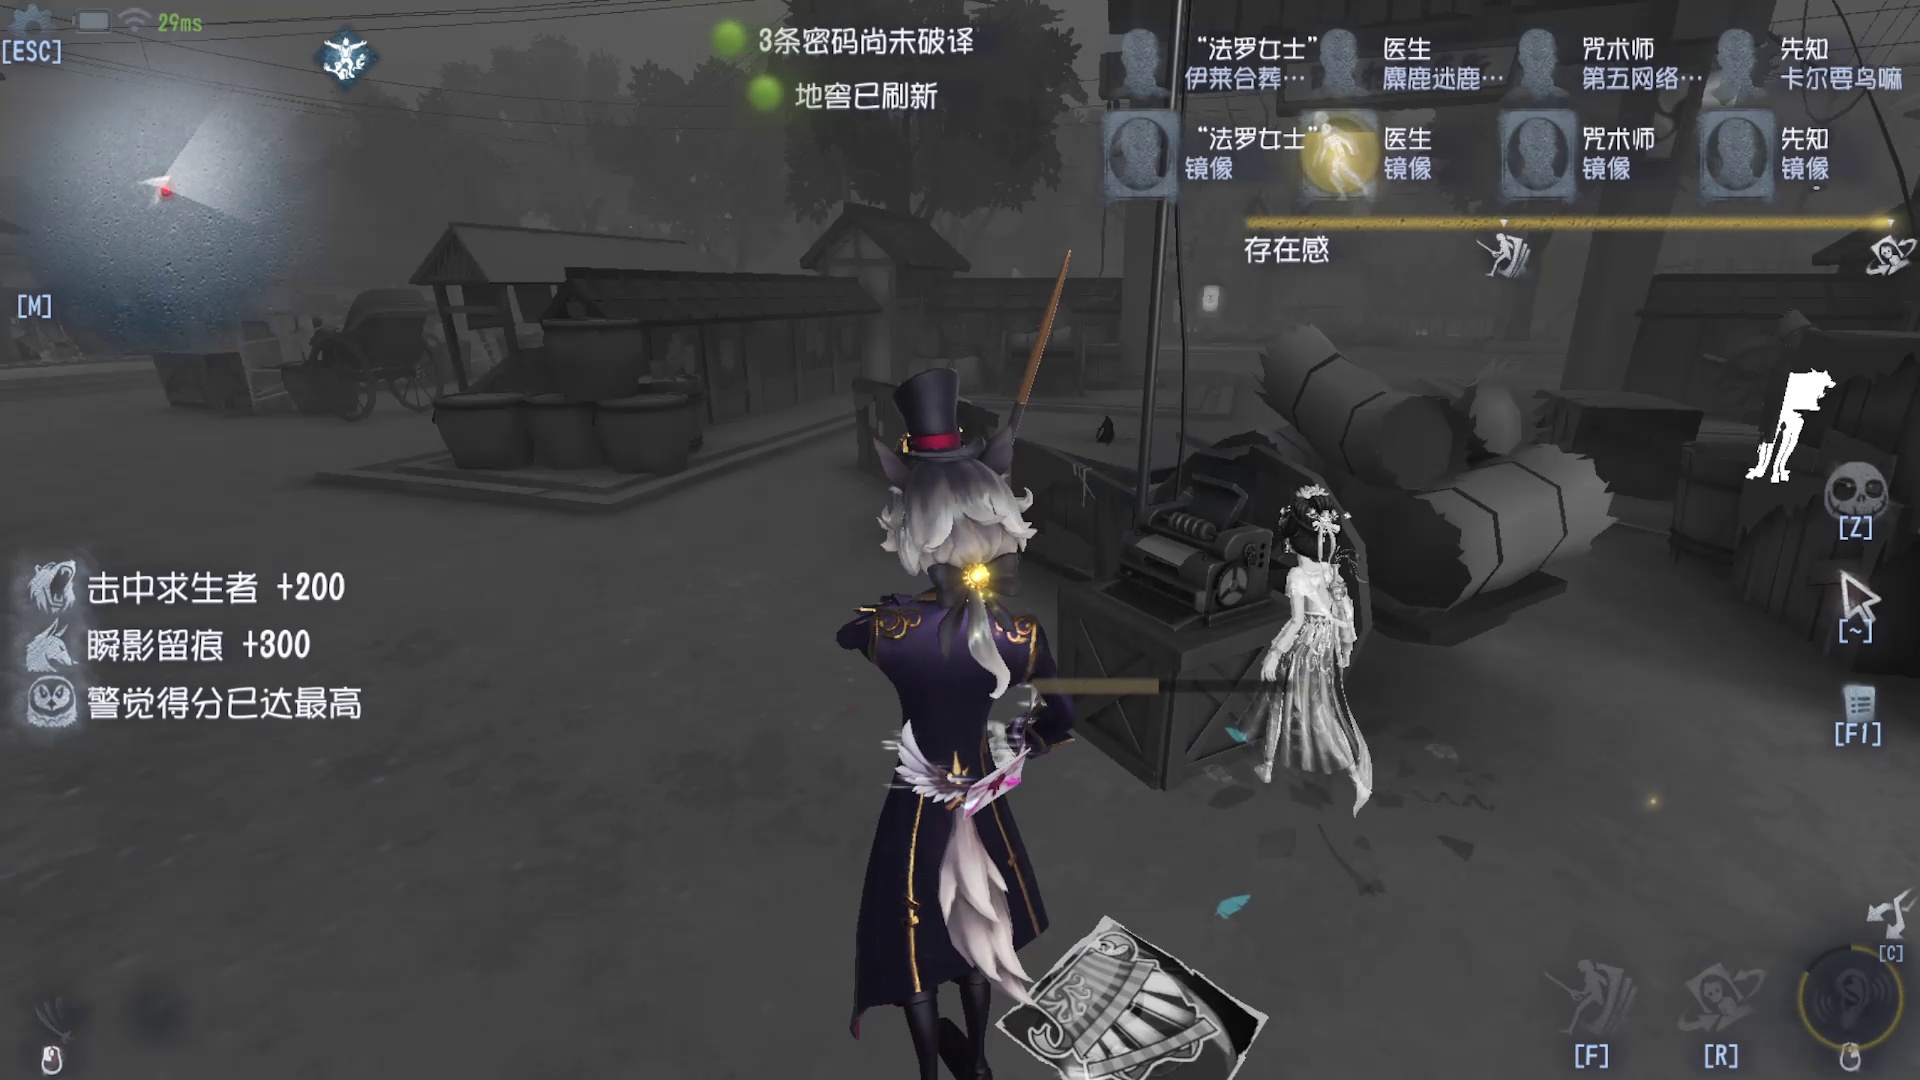 29ms
[ESC]
3条密码尚未破译
地窖已刷新
“法罗女士”
伊莱合葬…
医生
麋鹿迷鹿…
咒术师
第五网络…
先知
卡尔要鸟嘛
“法罗女士”
镜像
医生
镜像
咒术师
镜像
先知
镜像
存在感
[M]
[Z]
[~]
[F1]
击中求生者 +200
瞬影留痕 +300
警觉得分已达最高
[C]
[F]
[R]